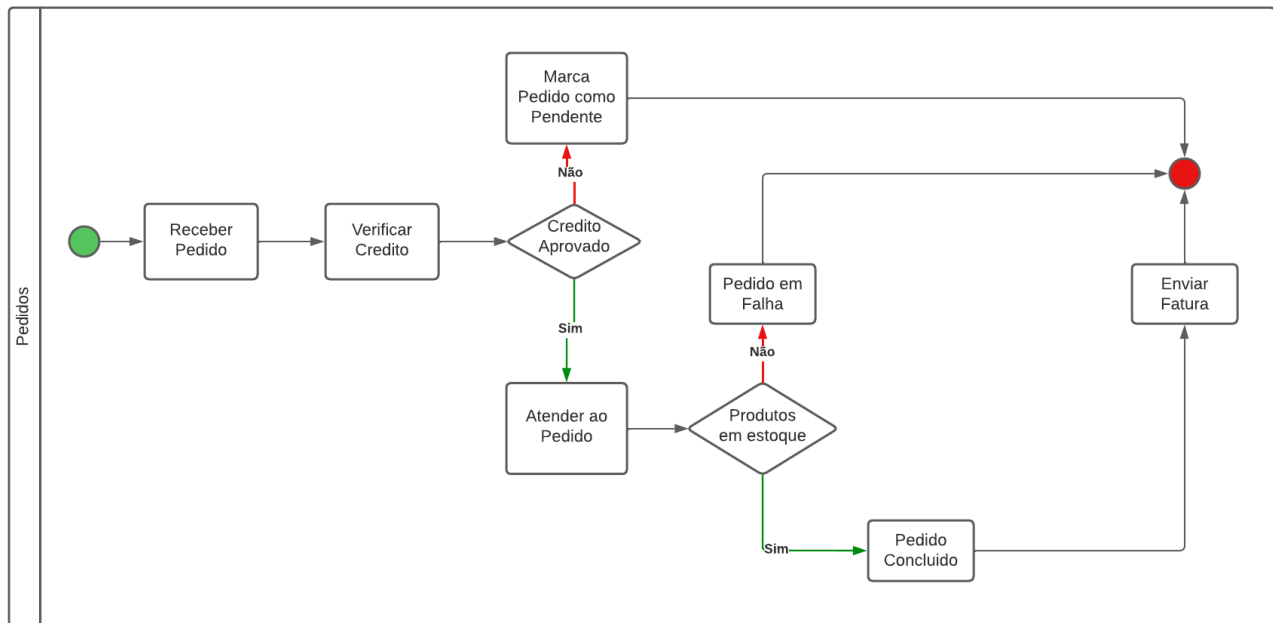 Pedidos
Receber
Pedido
Verificar
Credito
Credito
Aprovado
Não
Marca
Pedido como
Pendente
Sim
Atender ao
Pedido
Produtos
em estoque
Não
Pedido em
Falha
Sim
Pedido
Concluido
Enviar
Fatura